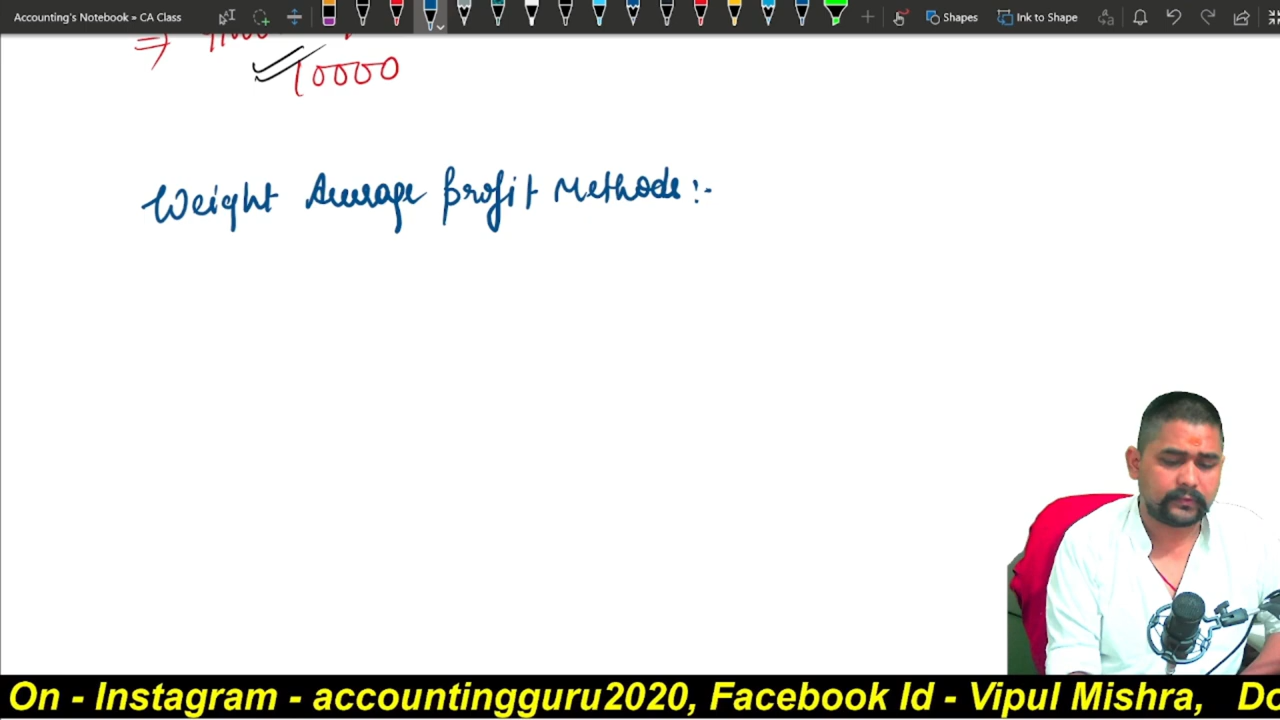 Accounting's Notebook » CA Class
Shapes
Ink to Shape
⇒
10000
Weight Average Profit Methode :-
On - Instagram - accountingguru2020, Facebook Id - Vipul Mishra, Do